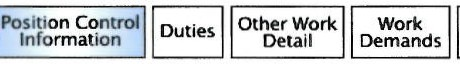 Position Control
Information
Duties
Other Work
Detail
Work
Demands